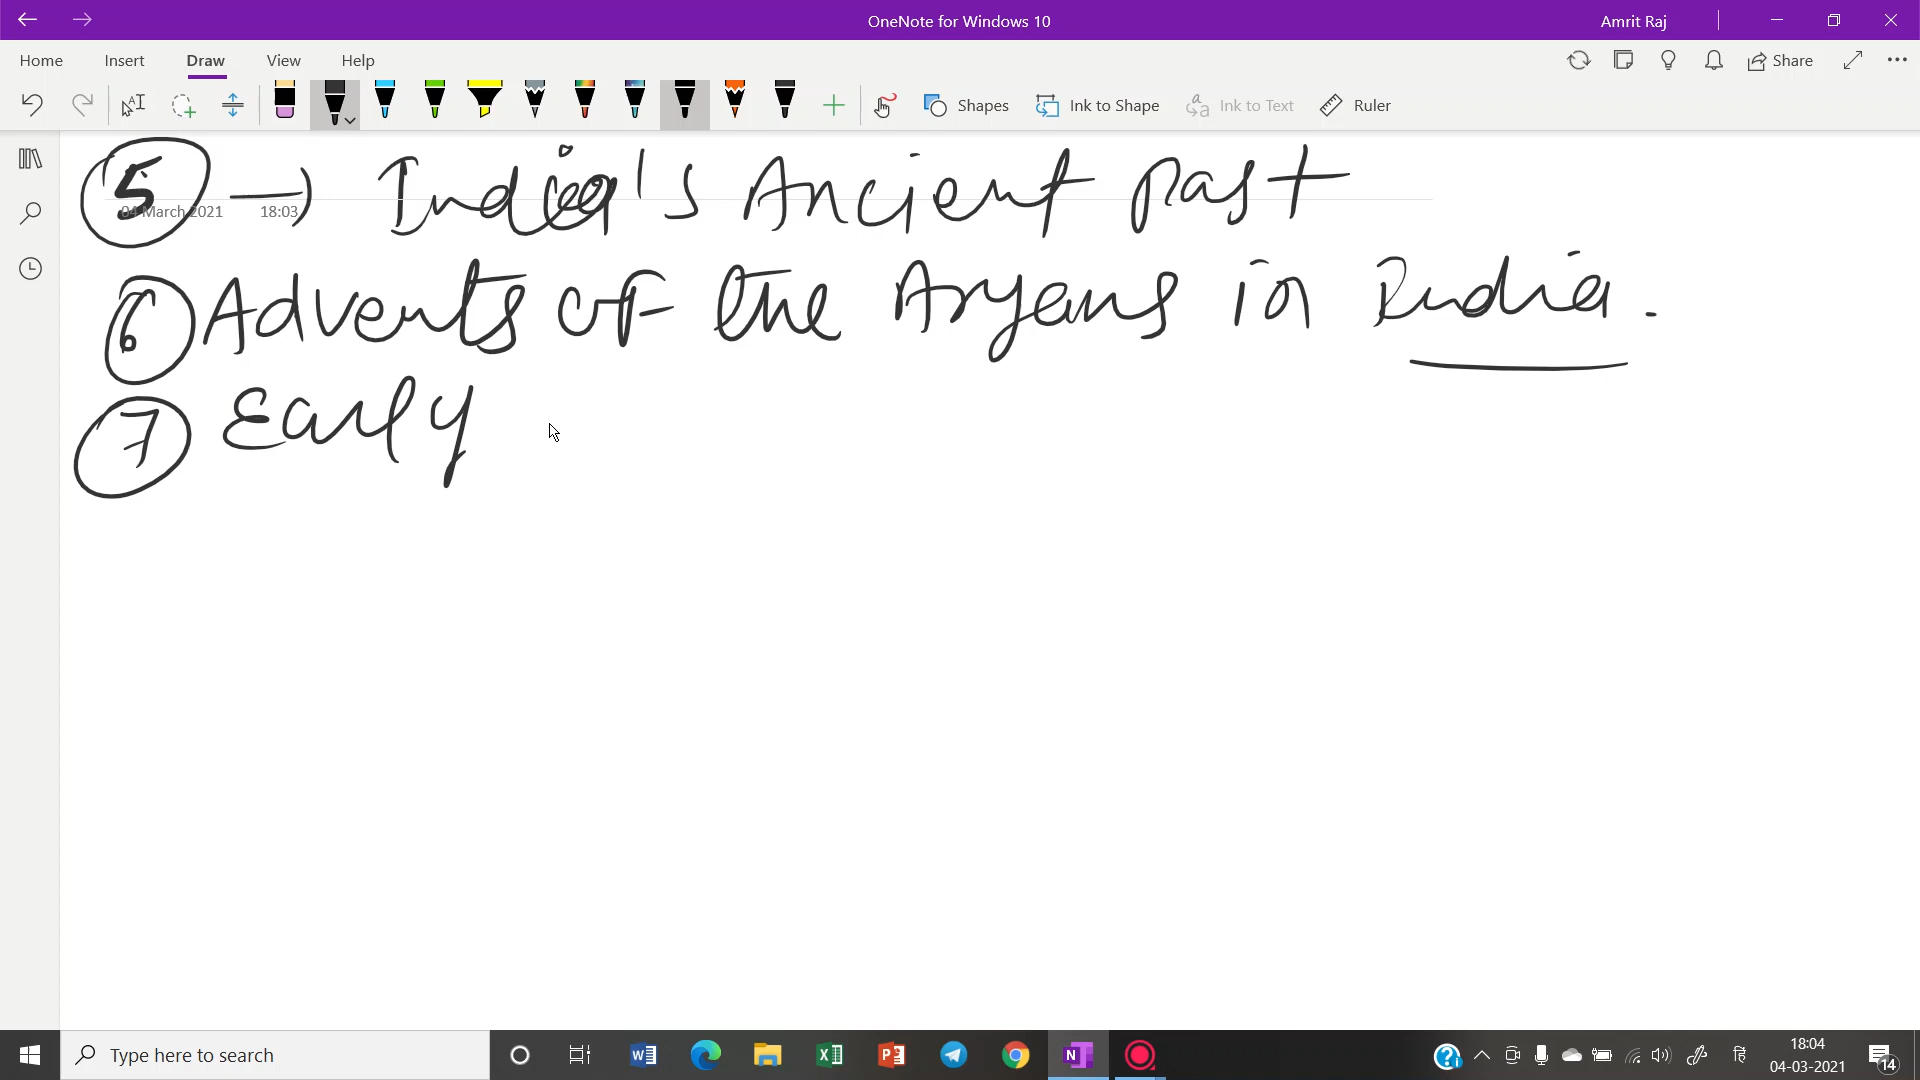 OneNote for Windows 10
Amrit Raj
Home Insert Draw View Help
Share
Shapes Ink to Shape Ink to Text Ruler
5 → India's Ancient Past
04 March 2021 18:03
6 Advents of the Aryans in India.
7 Early
Type here to search
हि
18:04
04-03-2021
14